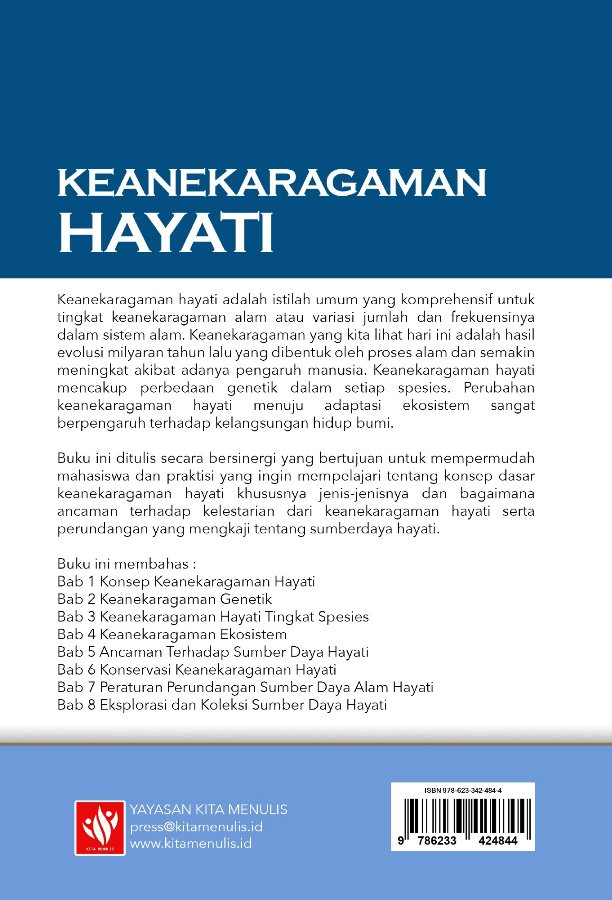 KEANEKARAGAMAN
HAYATI
Keanekaragaman hayati adalah istilah umum yang komprehensif untuk
tingkat keanekaragaman alam atau variasi jumlah dan frekuensinya
dalam sistem alam. Keanekaragaman yang kita lihat hari ini adalah hasil
evolusi milyaran tahun lalu yang dibentuk oleh proses alam dan semakin
meningkat akibat adanya pengaruh manusia. Keanekaragaman hayati
mencakup perbedaan genetik dalam setiap spesies. Perubahan
keanekaragaman hayati menuju adaptasi ekosistem sangat
berpengaruh terhadap kelangsungan hidup bumi.
Buku ini ditulis secara bersinergi yang bertujuan untuk mempermudah
mahasiswa dan praktisi yang ingin mempelajari tentang konsep dasar
keanekaragaman hayati khususnya jenis-jenisnya dan bagaimana
ancaman terhadap kelestarian dari keanekaragaman hayati serta
perundangan yang mengkaji tentang sumberdaya hayati.
Buku ini membahas :
Bab 1 Konsep Keanekaragaman Hayati
Bab 2 Keanekaragaman Genetik
Bab 3 Keanekaragaman Hayati Tingkat Spesies
Bab 4 Keanekaragaman Ekosistem
Bab 5 Ancaman Terhadap Sumber Daya Hayati
Bab 6 Konservasi Keanekaragaman Hayati
Bab 7 Peraturan Perundangan Sumber Daya Alam Hayati
Bab 8 Eksplorasi dan Koleksi Sumber Daya Hayati
KITA MENULIS
YAYASAN KITA MENULIS
press@kitamenulis.id
www.kitamenulis.id
ISBN 978-623-342-484-4
9 786233 424844